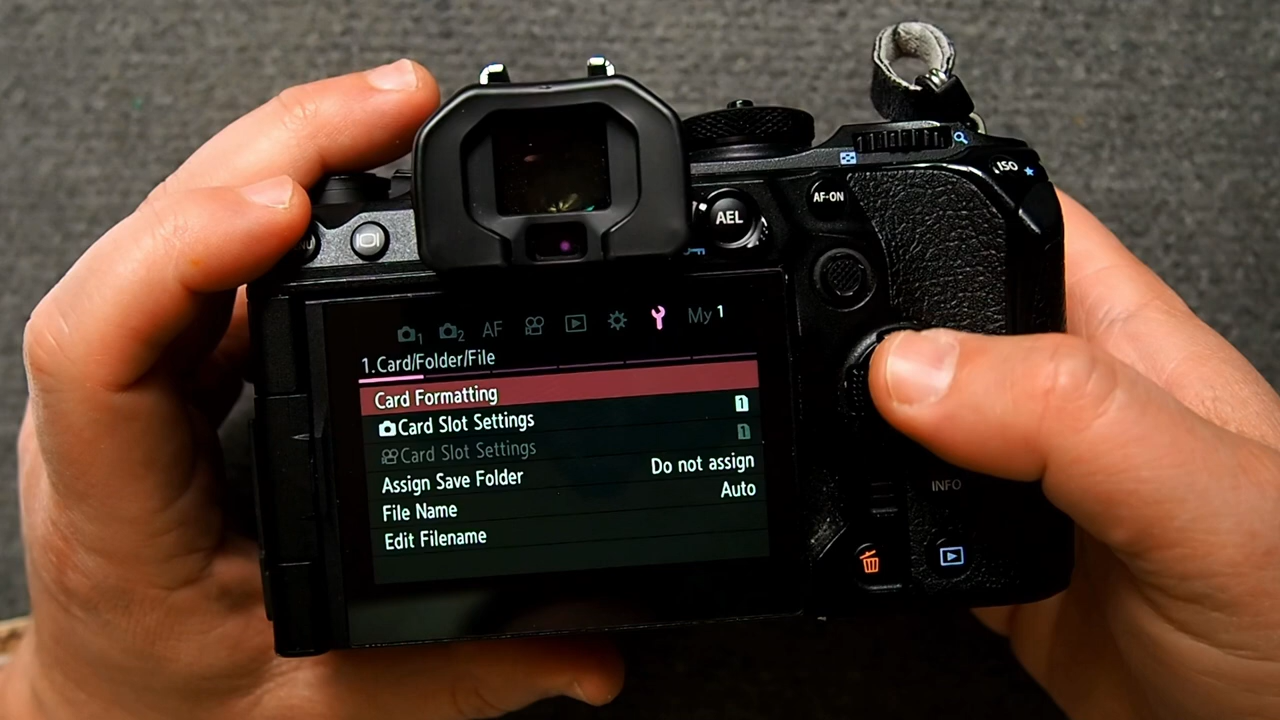 ISO
AF-ON
AEL
1 2 AF My 1
1.Card/Folder/File
Card Formatting
Card Slot Settings 1
Card Slot Settings 1
Assign Save Folder Do not assign
File Name Auto
Edit Filename
INFO